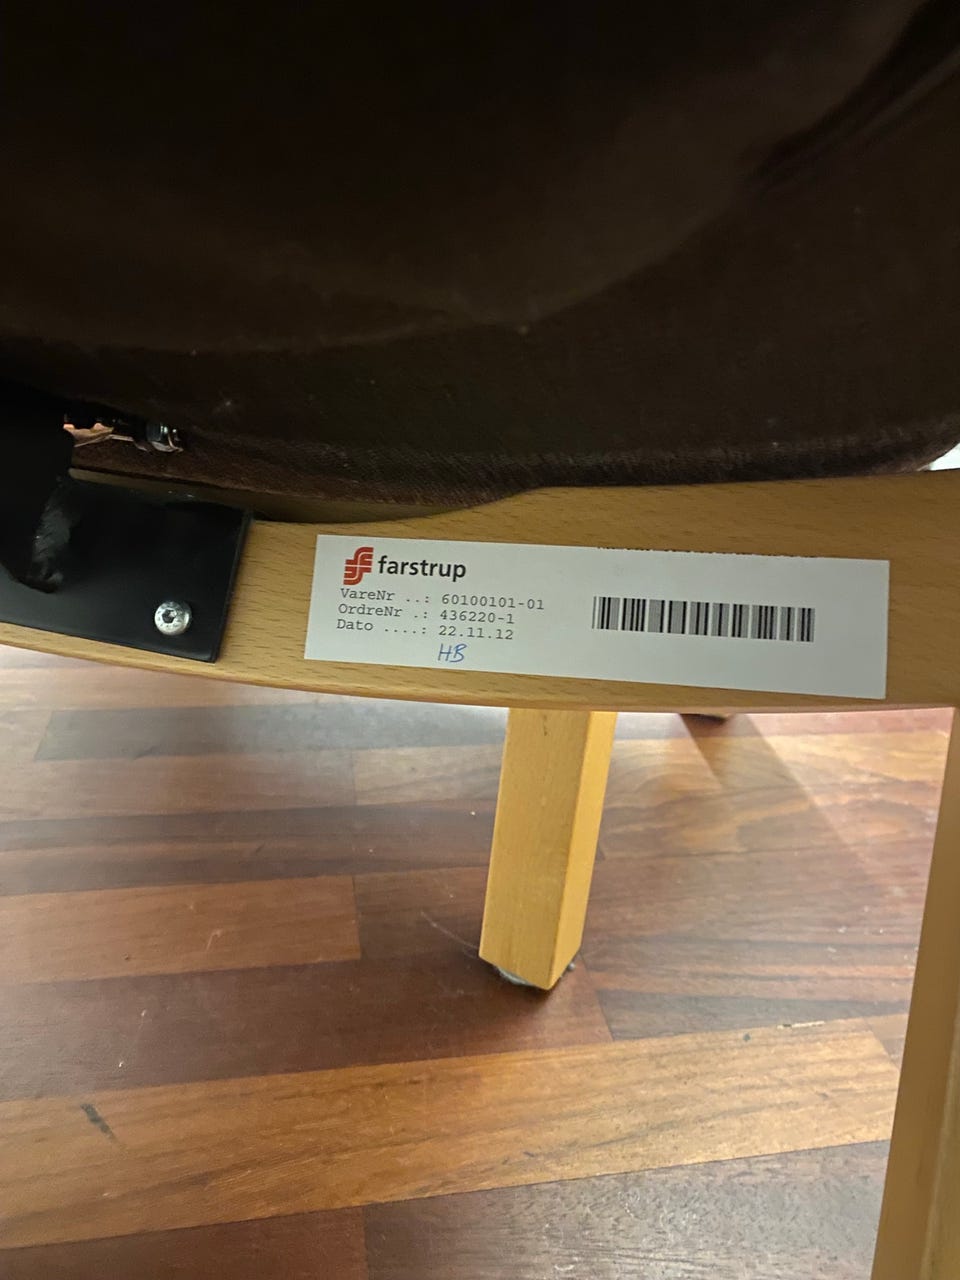 farstrup
VareNr ..: 60100101-01
OrdreNr .: 436220-1
Dato ....: 22.11.12
HB